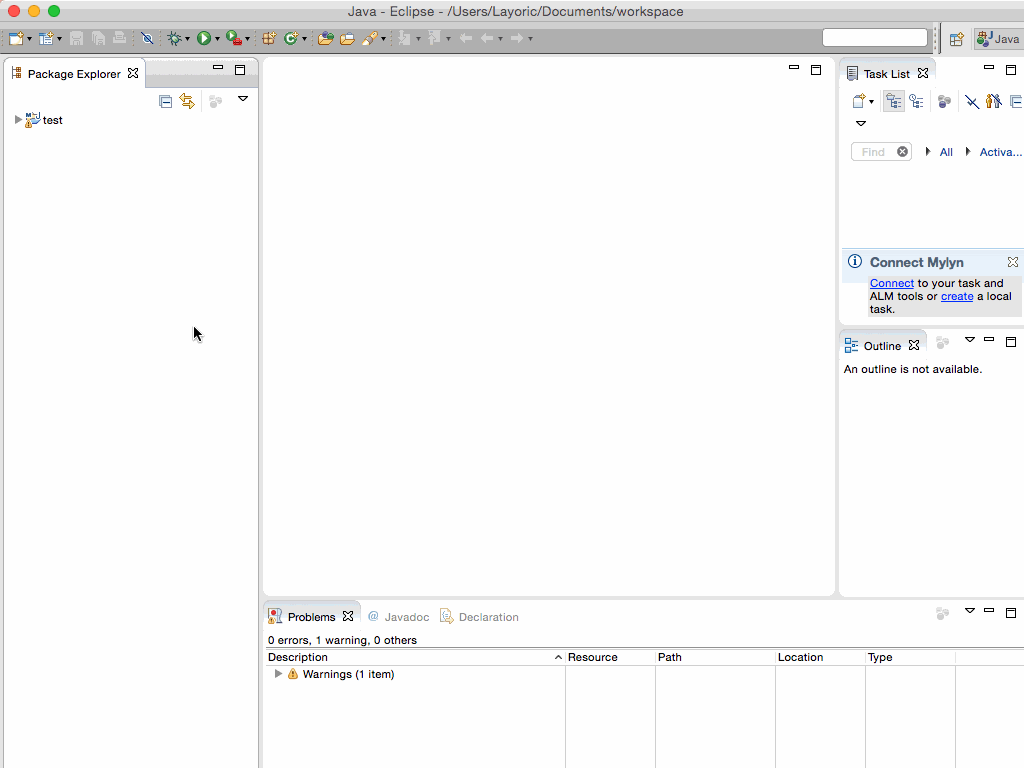 Java - Eclipse - /Users/Layoric/Documents/workspace
Java
Package Explorer
test
Task List
Find
All
Activa...
Connect Mylyn
Connect to your task and
ALM tools or create a local
task.
Outline
An outline is not available.
Problems
@ Javadoc
Declaration
0 errors, 1 warning, 0 others
Description
Resource
Path
Location
Type
Warnings (1 item)